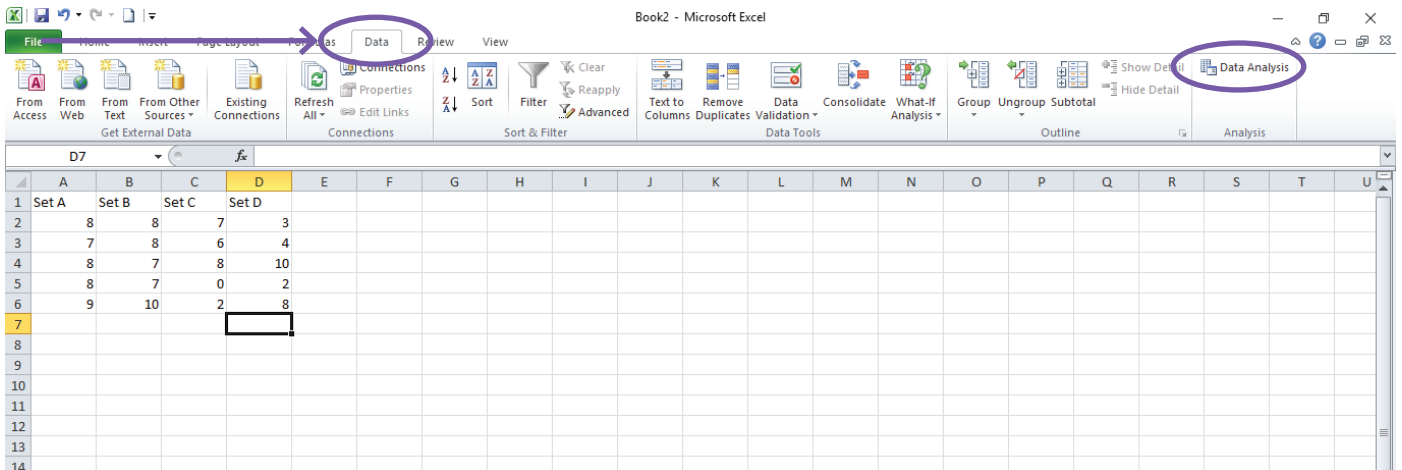 Book2 - Microsoft Excel
File Home Insert Page Layout Formulas Data Review View
From Access
From Web
From Text
From Other Sources
Existing Connections
Get External Data
Refresh All
Connections
Properties
Edit Links
Connections
A Z
Z A
Sort
Filter
Clear
Reapply
Advanced
Sort & Filter
Text to Columns
Remove Duplicates
Data Validation
Consolidate
What-If Analysis
Data Tools
Group
Ungroup
Subtotal
Show Detail
Hide Detail
Outline
Data Analysis
Analysis
D7 fx
A B C D E F G H I J K L M N O P Q R S T U
1 Set A Set B Set C Set D
2 8 8 7 3
3 7 8 6 4
4 8 7 8 10
5 8 7 0 2
6 9 10 2 8
7
8
9
10
11
12
13
14